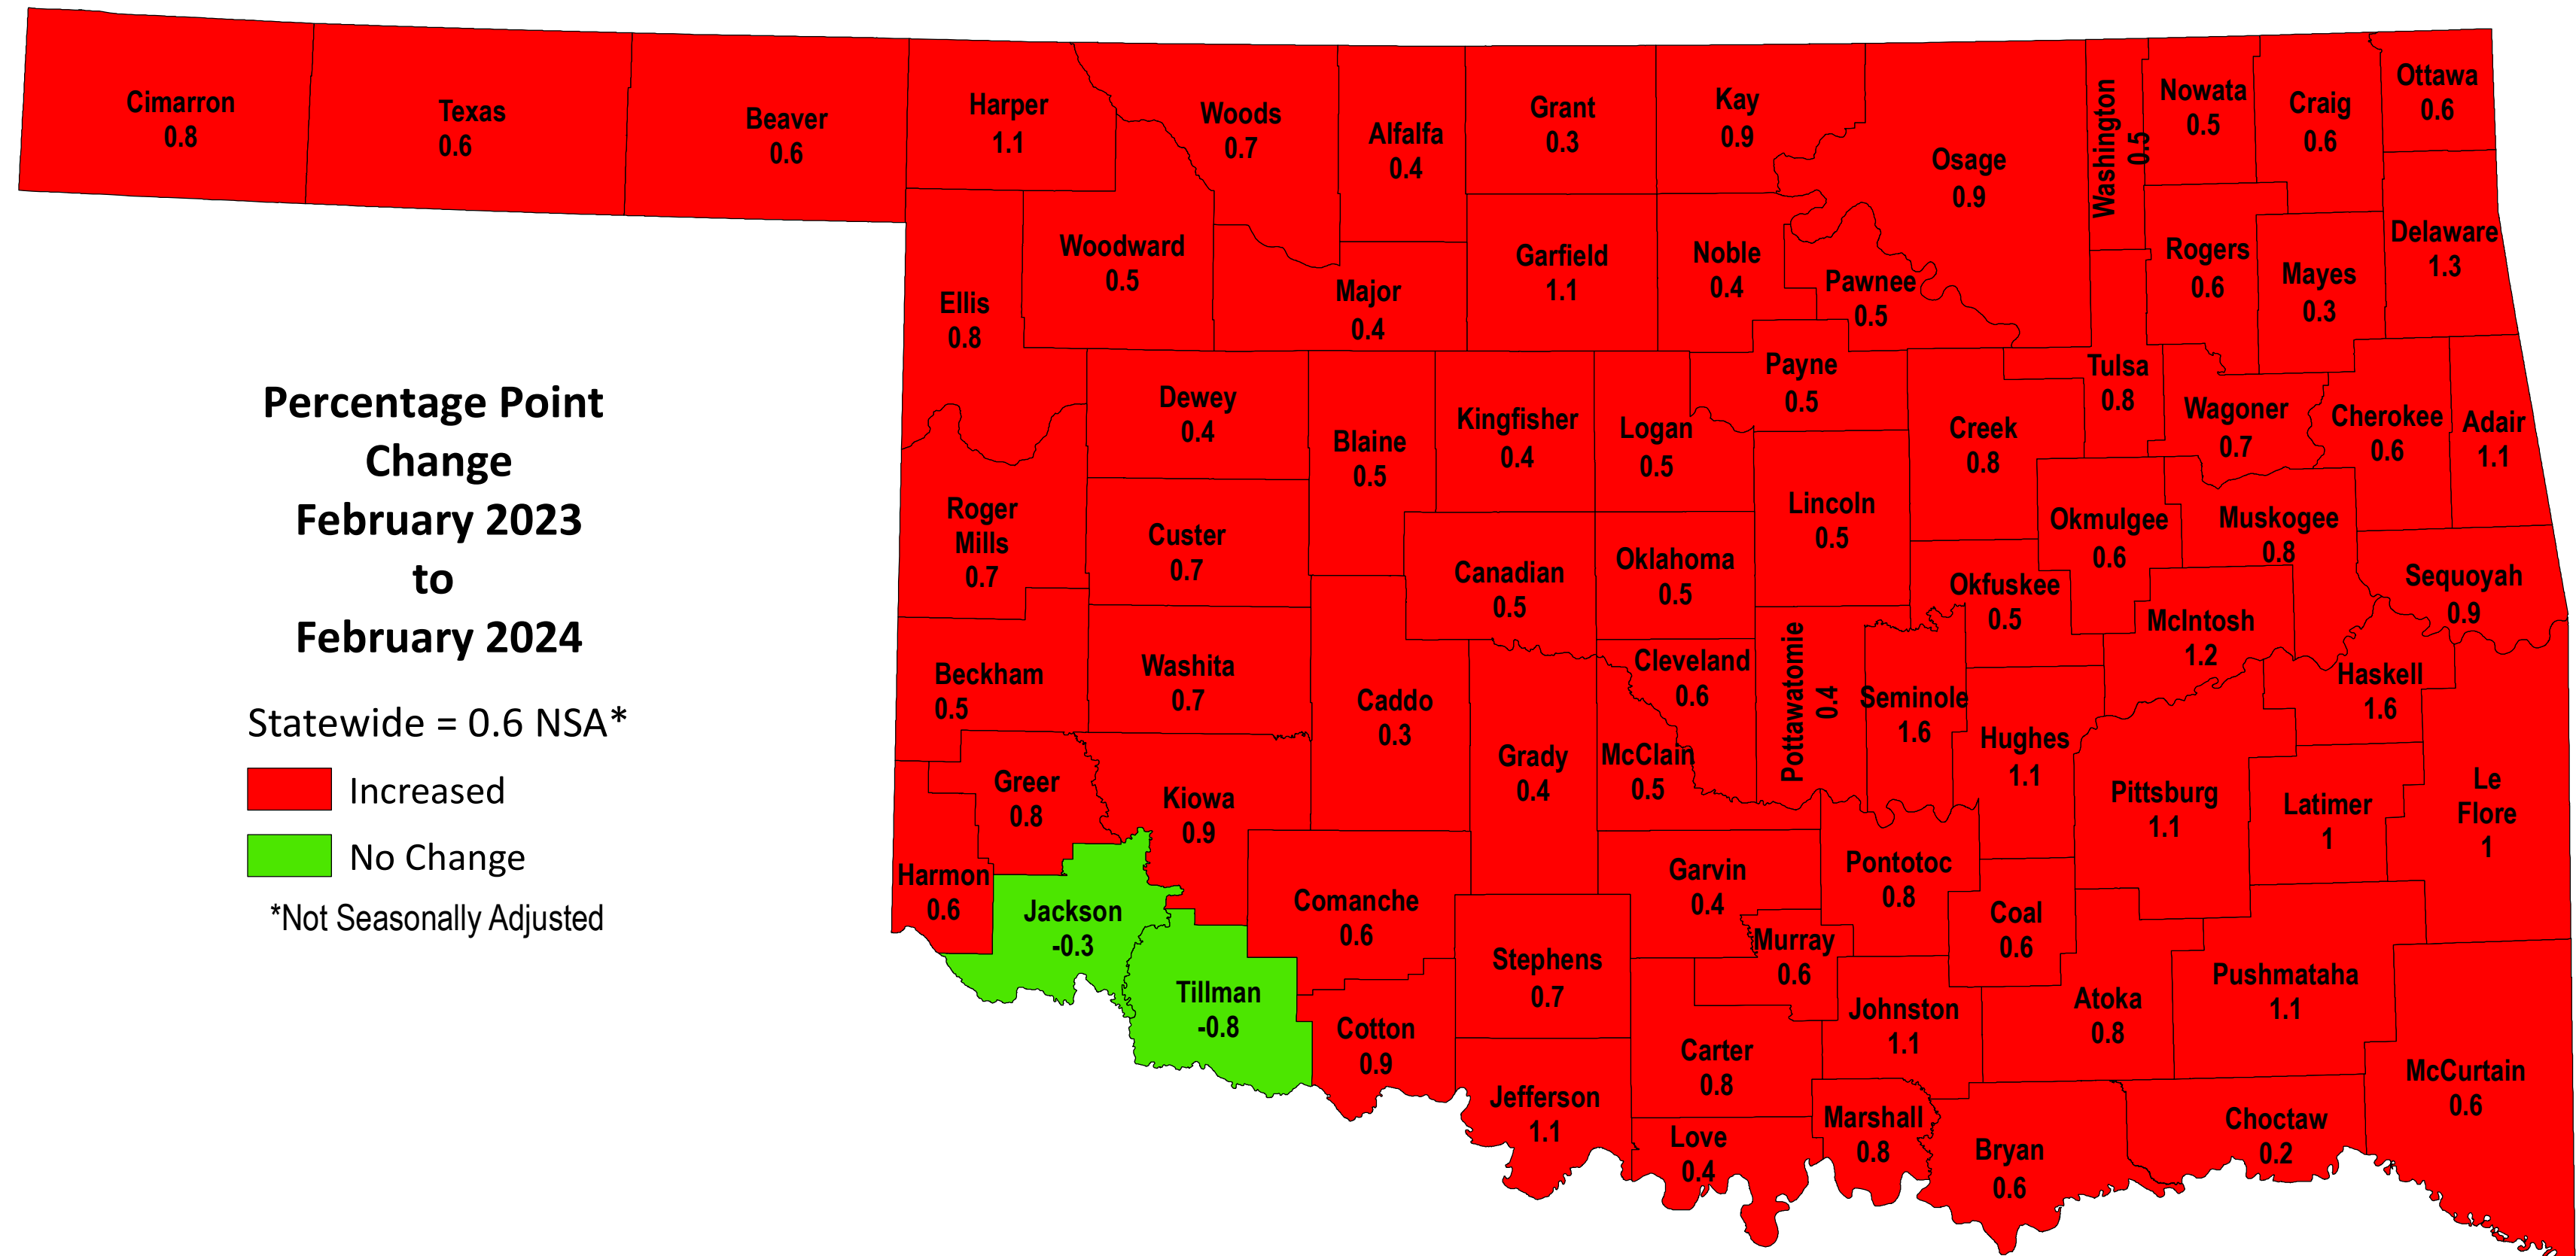 Cimarron
0.8
Texas
0.6
Beaver
0.6
Harper
1.1
Woods
0.7
Alfalfa
0.4
Grant
0.3
Kay
0.9
Osage
0.9
Washington
0.5
Nowata
0.5
Craig
0.6
Ottawa
0.6
Ellis
0.8
Woodward
0.5
Major
0.4
Garfield
1.1
Noble
0.4
Pawnee
0.5
Rogers
0.6
Mayes
0.3
Delaware
1.3
Percentage Point
Change
February 2023
to
February 2024
Statewide = 0.6 NSA*
Increased
No Change
*Not Seasonally Adjusted
Dewey
0.4
Blaine
0.5
Kingfisher
0.4
Logan
0.5
Payne
0.5
Creek
0.8
Tulsa
0.8
Wagoner
0.7
Cherokee
0.6
Adair
1.1
Roger
Mills
0.7
Custer
0.7
Canadian
0.5
Oklahoma
0.5
Lincoln
0.5
Okfuskee
0.5
Okmulgee
0.6
Muskogee
0.8
Sequoyah
0.9
McIntosh
1.2
Haskell
1.6
Beckham
0.5
Washita
0.7
Caddo
0.3
Grady
0.4
McClain
0.5
Cleveland
0.6
Pottawatomie
0.4
Seminole
1.6
Hughes
1.1
Pittsburg
1.1
Latimer
1
Le
Flore
1
Greer
0.8
Kiowa
0.9
Harmon
0.6
Jackson
-0.3
Tillman
-0.8
Comanche
0.6
Cotton
0.9
Stephens
0.7
Garvin
0.4
Pontotoc
0.8
Murray
0.6
Coal
0.6
Johnston
1.1
Atoka
0.8
Pushmataha
1.1
McCurtain
0.6
Jefferson
1.1
Carter
0.8
Love
0.4
Marshall
0.8
Bryan
0.6
Choctaw
0.2